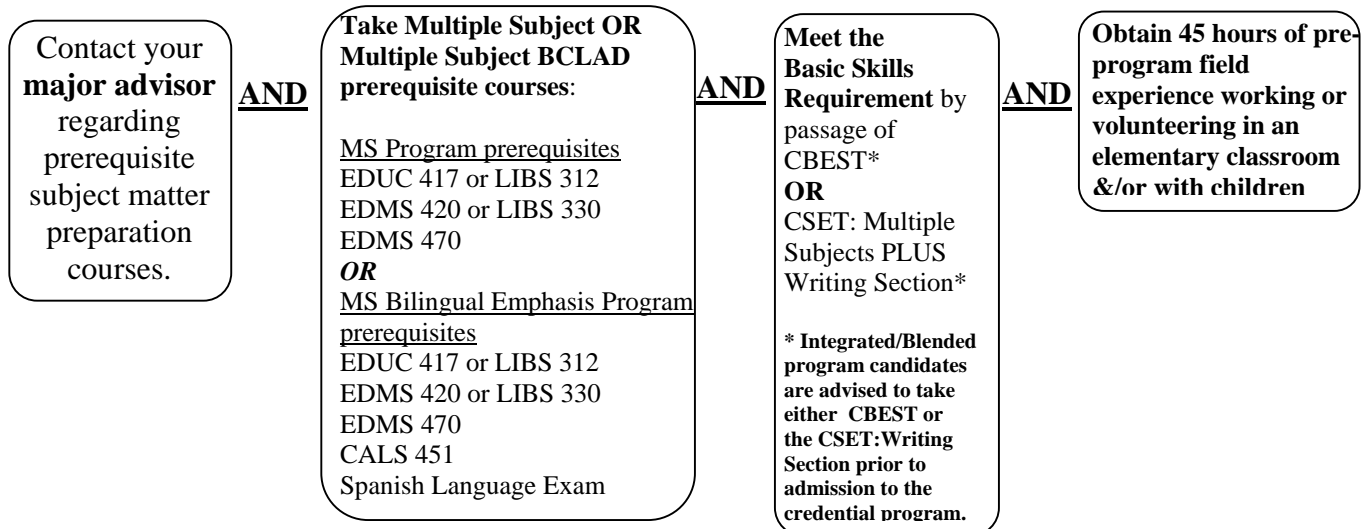 Contact your
major advisor
regarding
prerequisite
subject matter
preparation
courses.
AND
Take Multiple Subject OR
Multiple Subject BCLAD
prerequisite courses:
MS Program prerequisites
EDUC 417 or LIBS 312
EDMS 420 or LIBS 330
EDMS 470
OR
MS Bilingual Emphasis Program
prerequisites
EDUC 417 or LIBS 312
EDMS 420 or LIBS 330
EDMS 470
CALS 451
Spanish Language Exam
AND
Meet the
Basic Skills
Requirement by
passage of
CBEST*
OR
CSET: Multiple
Subjects PLUS
Writing Section*
* Integrated/Blended
program candidates
are advised to take
either CBEST or
the CSET:Writing
Section prior to
admission to the
credential program.
AND
Obtain 45 hours of pre-
program field
experience working or
volunteering in an
elementary classroom
&/or with children